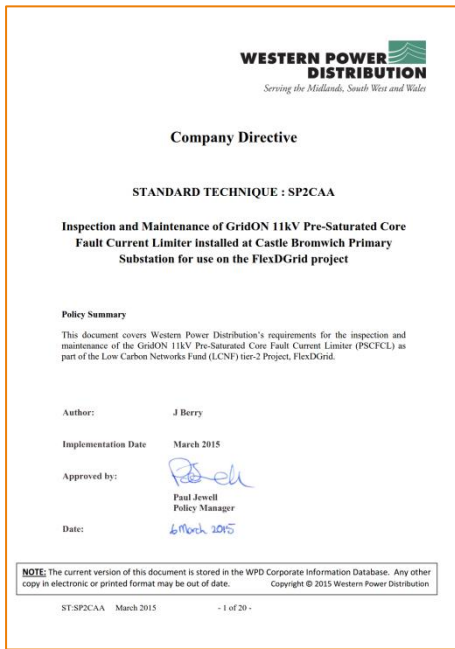 WESTERN POWER
DISTRIBUTION
Serving the Midlands, South West and Wales
Company Directive
STANDARD TECHNIQUE : SP2CAA
Inspection and Maintenance of GridON 11kV Pre-Saturated Core
Fault Current Limiter installed at Castle Bromwich Primary
Substation for use on the FlexDGrid project
Policy Summary
This document covers Western Power Distribution's requirements for the inspection and
maintenance of the GridON 11kV Pre-Saturated Core Fault Current Limiter (PSCFCL) as
part of the Low Carbon Networks Fund (LCNF) tier-2 Project, FlexDGrid.
Author: J Berry
Implementation Date March 2015
Approved by:
Paul Jewell
Policy Manager
Date: 6 March 2015
NOTE: The current version of this document is stored in the WPD Corporate Information Database. Any other
copy in electronic or printed format may be out of date. Copyright © 2015 Western Power Distribution
ST:SP2CAA March 2015 - 1 of 20 -